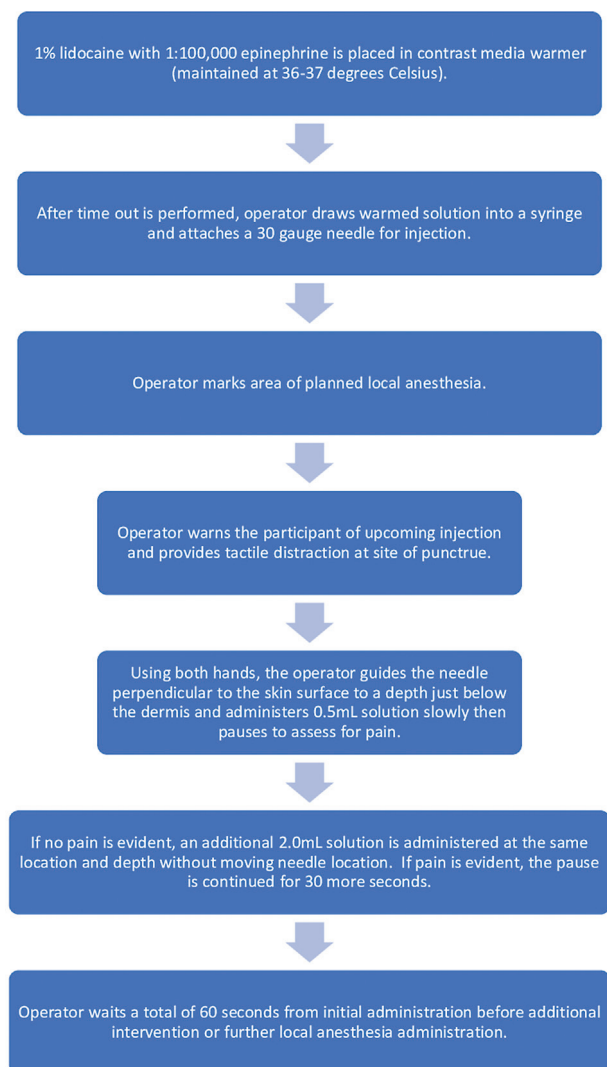 1% lidocaine with 1:100,000 epinephrine is placed in contrast media warmer
(maintained at 36-37 degrees Celsius).
After time out is performed, operator draws warmed solution into a syringe
and attaches a 30 gauge needle for injection.
Operator marks area of planned local anesthesia.
Operator warns the participant of upcoming injection
and provides tactile distraction at site of punctrue.
Using both hands, the operator guides the needle
perpendicular to the skin surface to a depth just below
the dermis and administers 0.5mL solution slowly then
pauses to assess for pain.
If no pain is evident, an additional 2.0mL solution is administered at the same
location and depth without moving needle location.  If pain is evident, the pause
is continued for 30 more seconds.
Operator waits a total of 60 seconds from initial administration before additional
intervention or further local anesthesia administration.